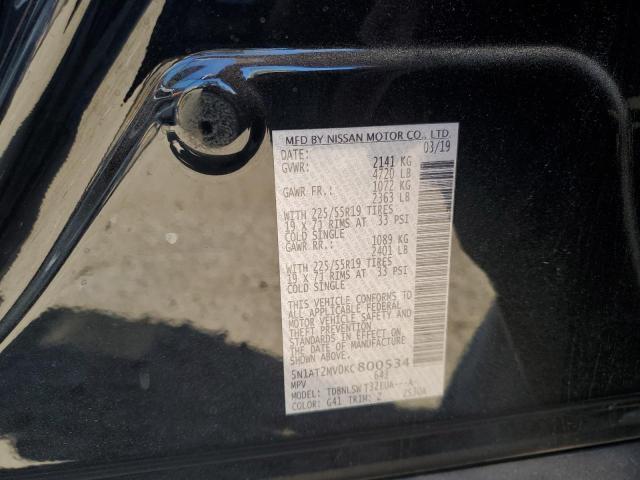 MFD BY NISSAN MOTOR CO., LTD.
DATE: 03/19
GVWR: 2141 KG
4720 LB
GAWR FR.: 1072 KG
2363 LB
WITH 225/55R19 TIRES
19 X 7J RIMS AT 33 PSI
COLD SINGLE
GAWR RR.: 1089 KG
2401 LB
WITH 225/55R19 TIRES
19 X 7J RIMS AT 33 PSI
COLD SINGLE
THIS VEHICLE CONFORMS TO
ALL APPLICABLE FEDERAL
MOTOR VEHICLE SAFETY AND
THEFT PREVENTION
STANDARDS IN EFFECT ON
THE DATE OF MANUFACTURE
SHOWN ABOVE.
5N1AT2MV0KC800534
MPV 643
MODEL: TDBNLSWT32EUA---A-
COLOR: G41 TRIM: Z 2530A